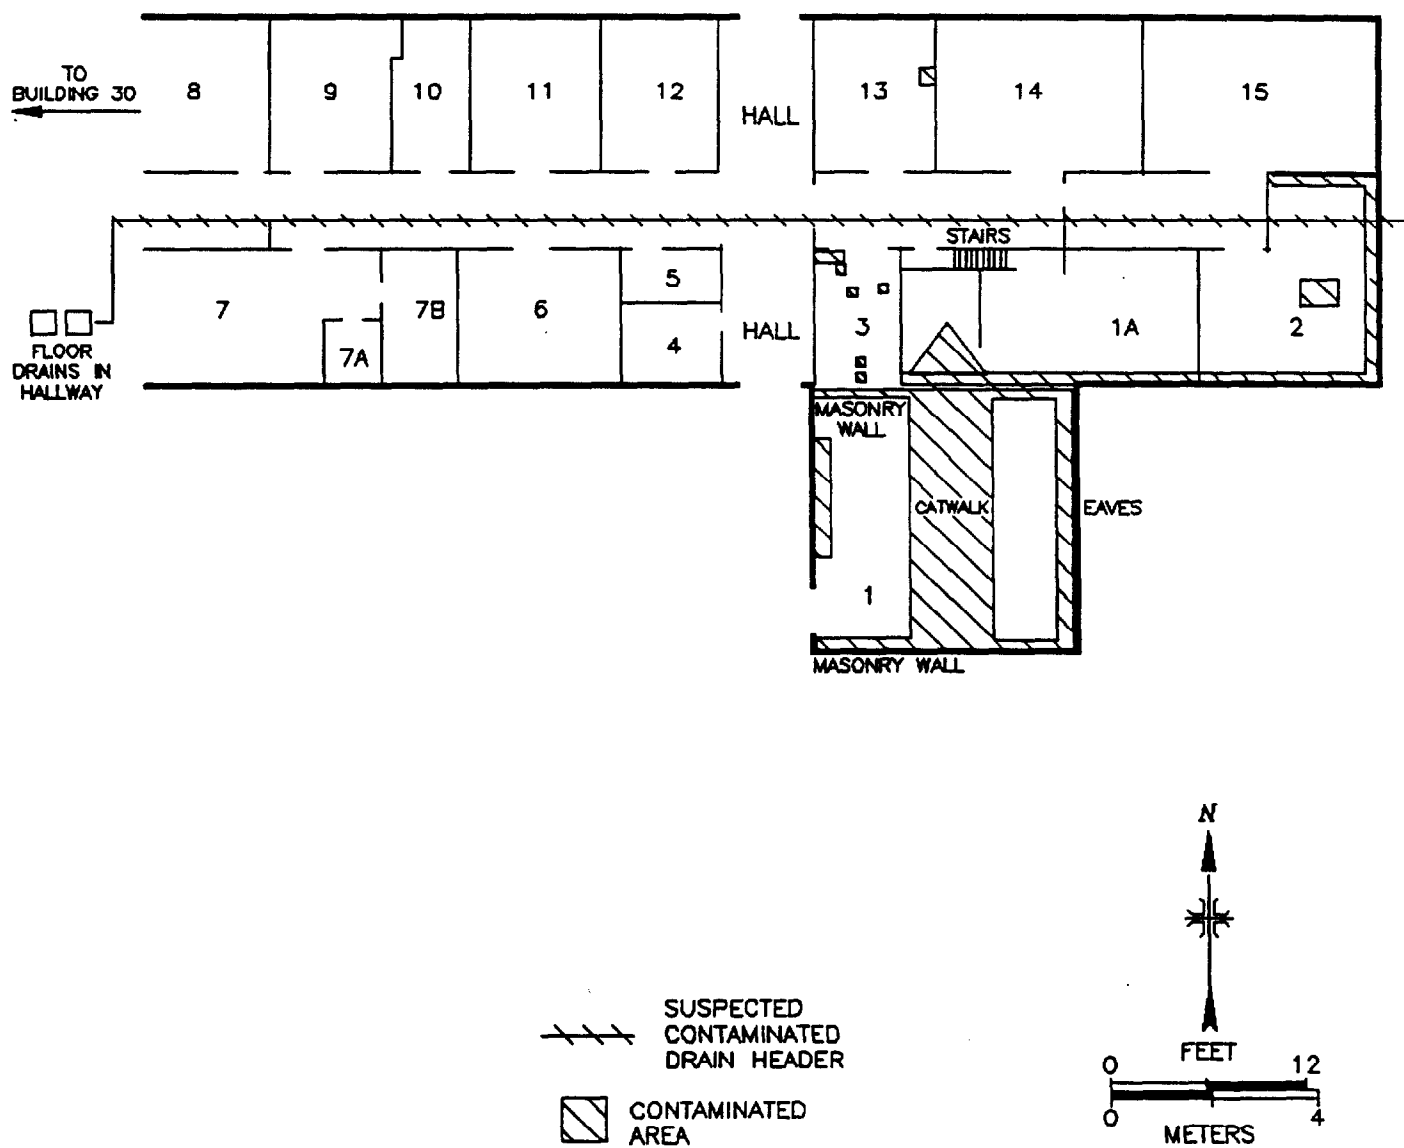 TO
BUILDING 30
8
9
10
11
12
HALL
13
14
15
STAIRS
7
7A
7B
6
5
4
HALL
3
1A
2
FLOOR
DRAINS IN
HALLWAY
MASONRY
WALL
CATWALK
EAVES
1
MASONRY WALL
N
SUSPECTED
CONTAMINATED
DRAIN HEADER
CONTAMINATED
AREA
FEET
0 12
0 4
METERS